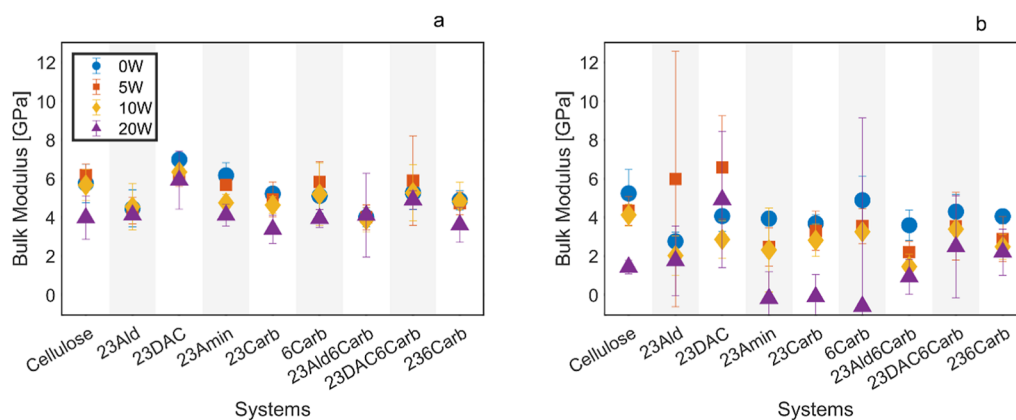 a
Bulk Modulus [GPa]
12
10
8
6
4
2
0
0W
5W
10W
20W
Cellulose
23Ald
23DAC
23Amin
23Carb
6Carb
23Ald6Carb
23DAC6Carb
236Carb
Systems
b
Bulk Modulus [GPa]
12
10
8
6
4
2
0
Cellulose
23Ald
23DAC
23Amin
23Carb
6Carb
23Ald6Carb
23DAC6Carb
236Carb
Systems